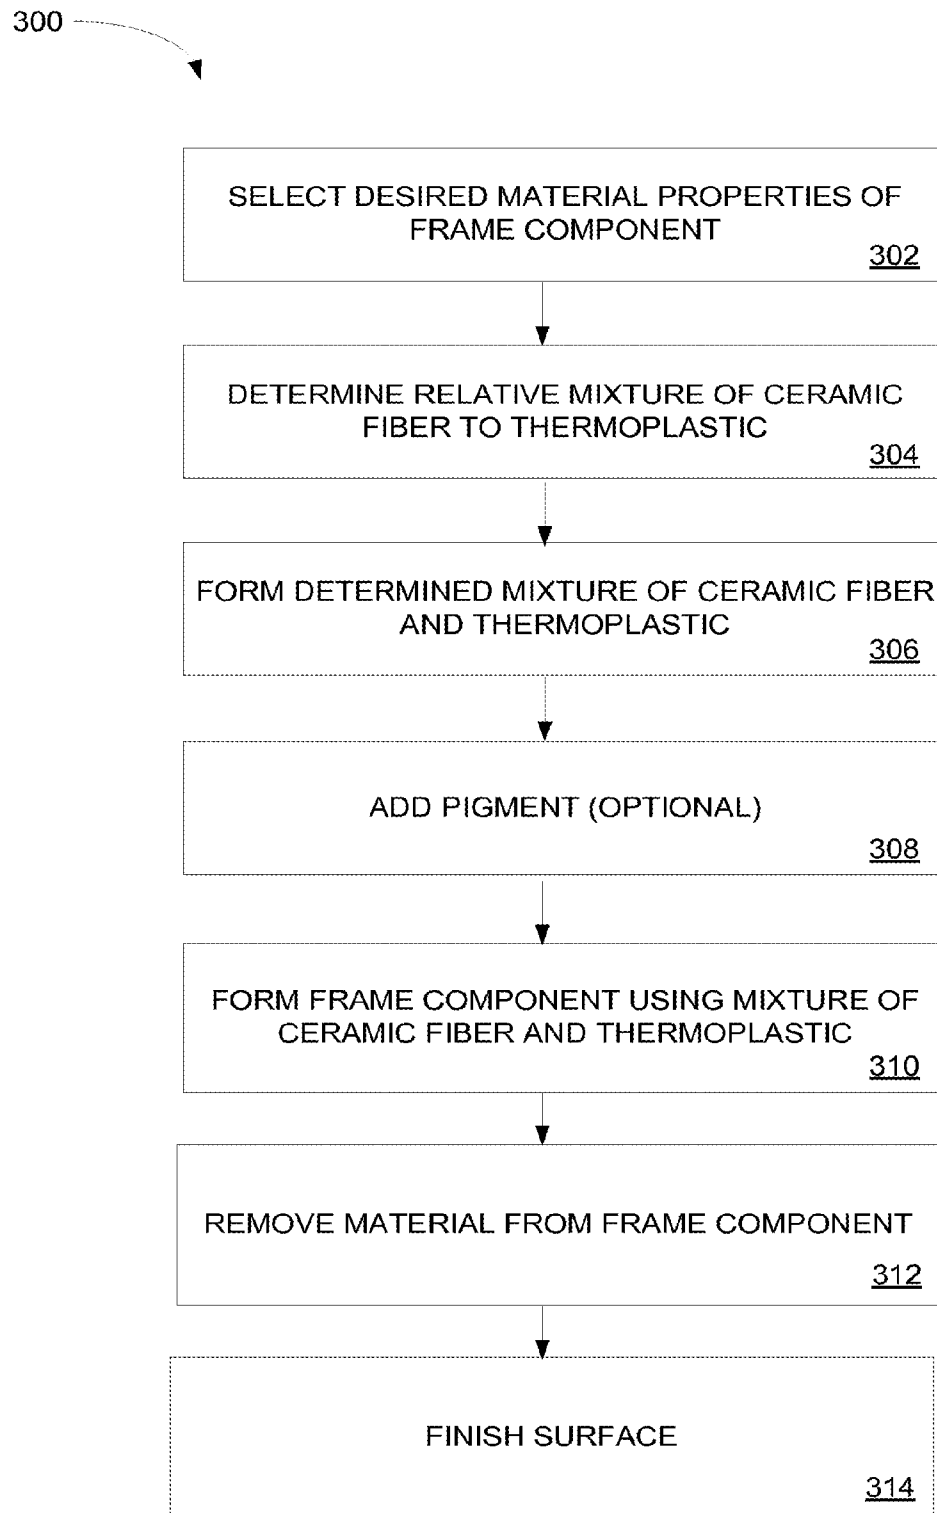 300
SELECT DESIRED MATERIAL PROPERTIES OF
FRAME COMPONENT
302
DETERMINE RELATIVE MIXTURE OF CERAMIC
FIBER TO THERMOPLASTIC
304
FORM DETERMINED MIXTURE OF CERAMIC FIBER
AND THERMOPLASTIC
306
ADD PIGMENT (OPTIONAL)
308
FORM FRAME COMPONENT USING MIXTURE OF
CERAMIC FIBER AND THERMOPLASTIC
310
REMOVE MATERIAL FROM FRAME COMPONENT
312
FINISH SURFACE
314